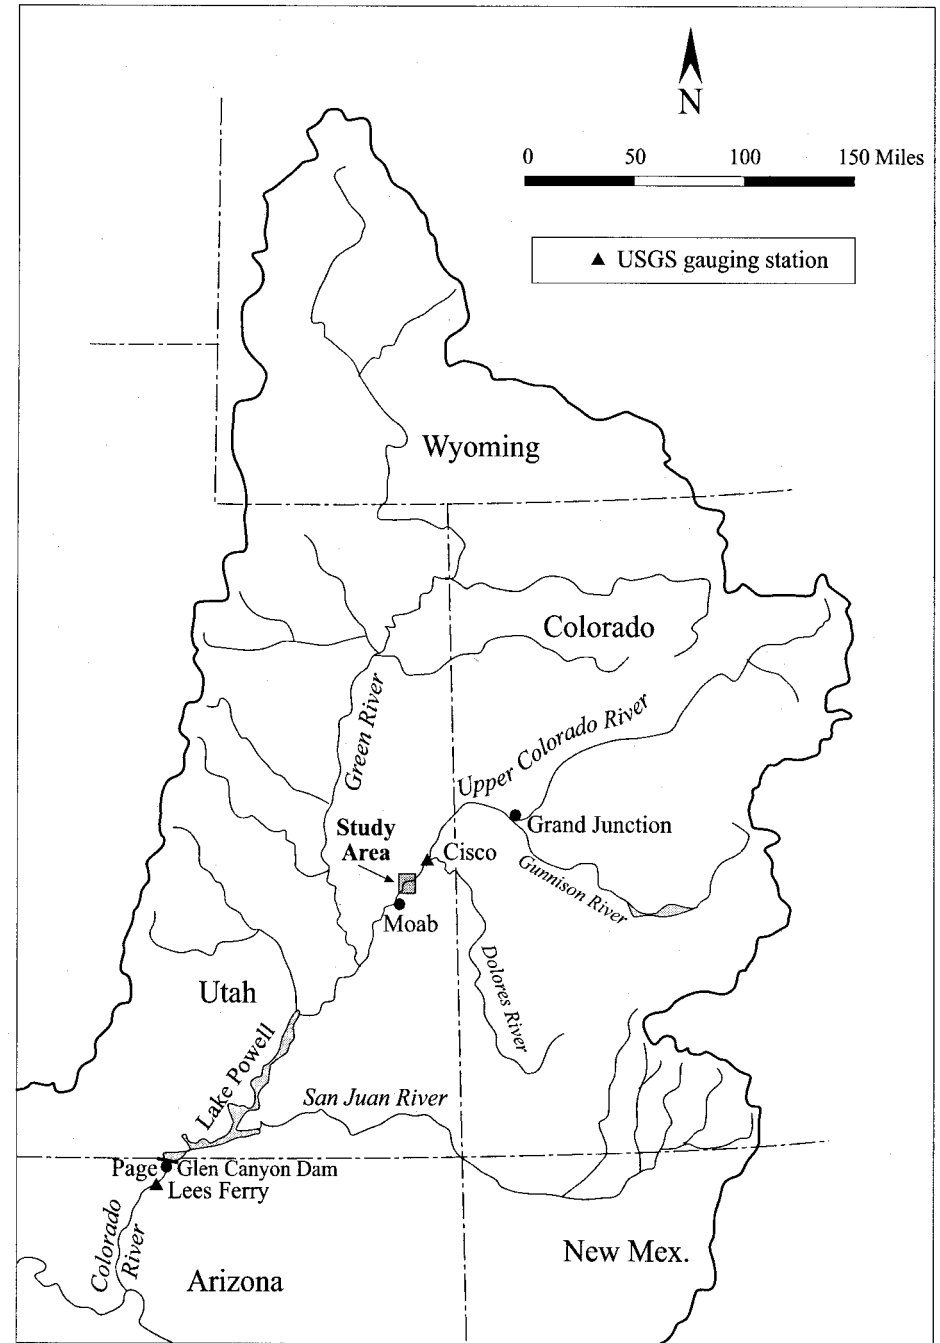 N
0 50 100 150 Miles
▲ USGS gauging station
Wyoming
Colorado
Green River
Upper Colorado River
Grand Junction
Study
Area
Cisco
Gunnison River
Moab
Dolores River
Utah
Lake Powell
San Juan River
Page
Glen Canyon Dam
Lees Ferry
Colorado
River
New Mex.
Arizona